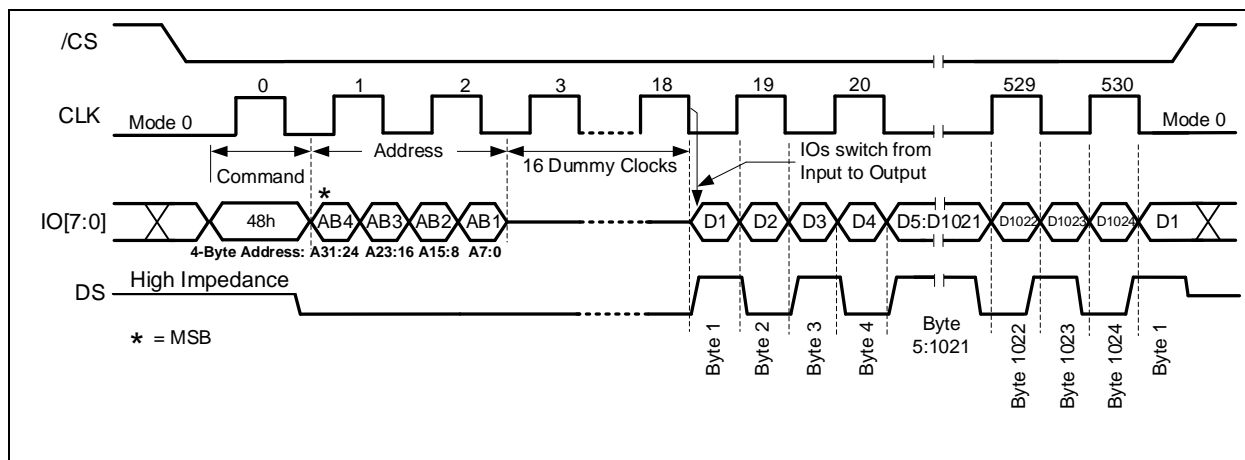 /CS
0 1 2 3 18 19 20 529 530
CLK
Mode 0
Mode 0
Command
Address
16 Dummy Clocks
IOs switch from
Input to Output
*
IO[7:0]
48h AB4 AB3 AB2 AB1 D1 D2 D3 D4 D5:D1021 D1022 D1023 D1024 D1
4-Byte Address: A31:24 A23:16 A15:8 A7:0
High Impedance
DS
* = MSB
Byte 1
Byte 2
Byte 3
Byte 4
Byte
5:1021
Byte 1022
Byte 1023
Byte 1024
Byte 1